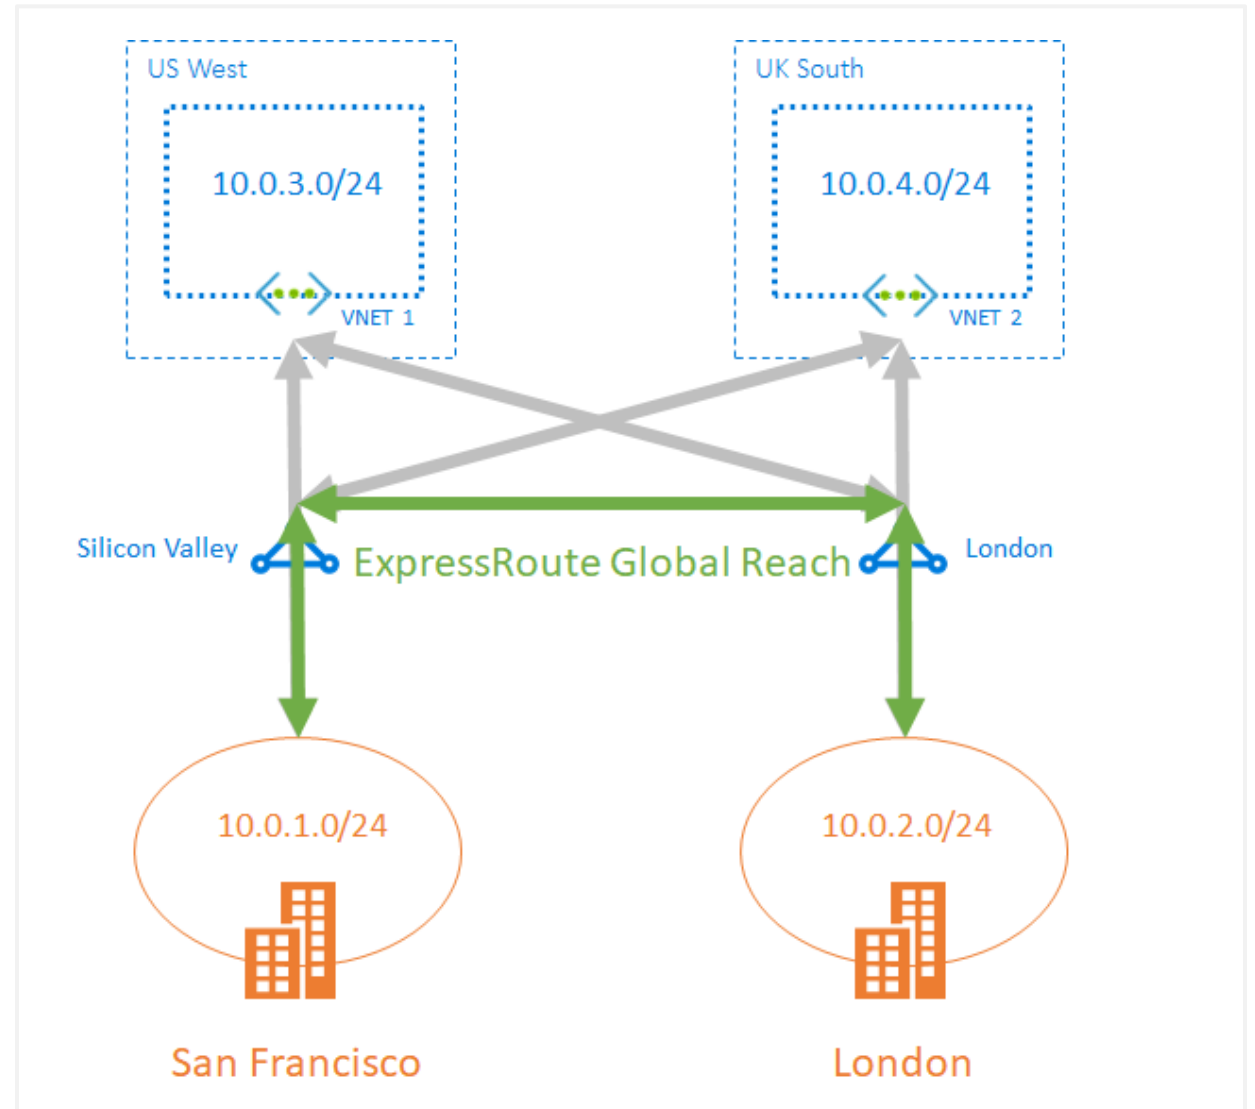 US West
UK South
10.0.3.0/24
10.0.4.0/24
VNET 1
VNET 2
Silicon Valley
ExpressRoute Global Reach
London
10.0.1.0/24
10.0.2.0/24
San Francisco
London